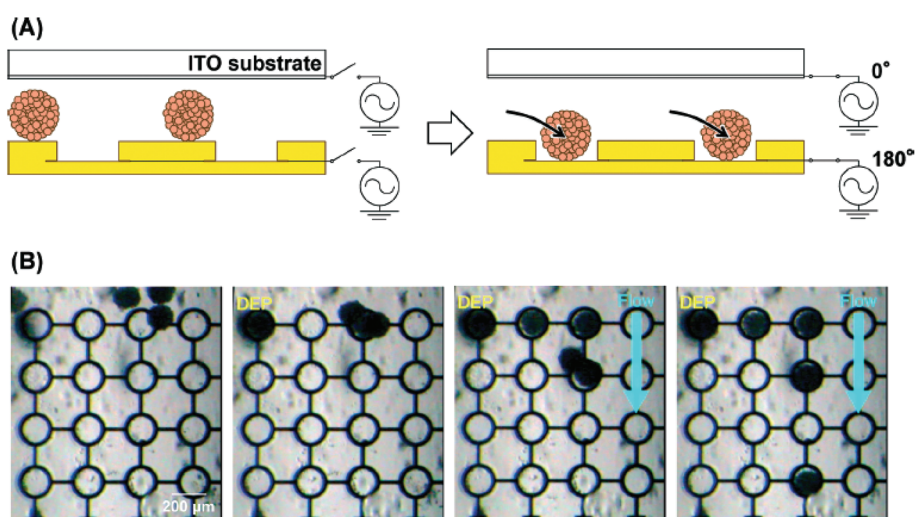 (A)
ITO substrate
0°
180°
(B)
DEP
DEP
Flow
DEP
Flow
200 μm